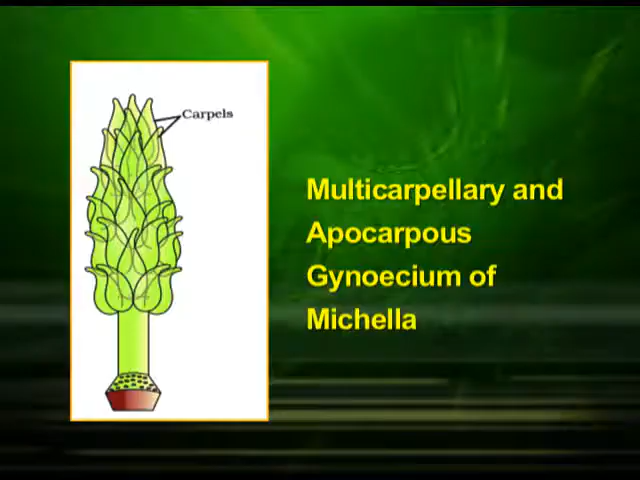 Carpels
Multicarpellary and
Apocarpous
Gynoecium of
Michella